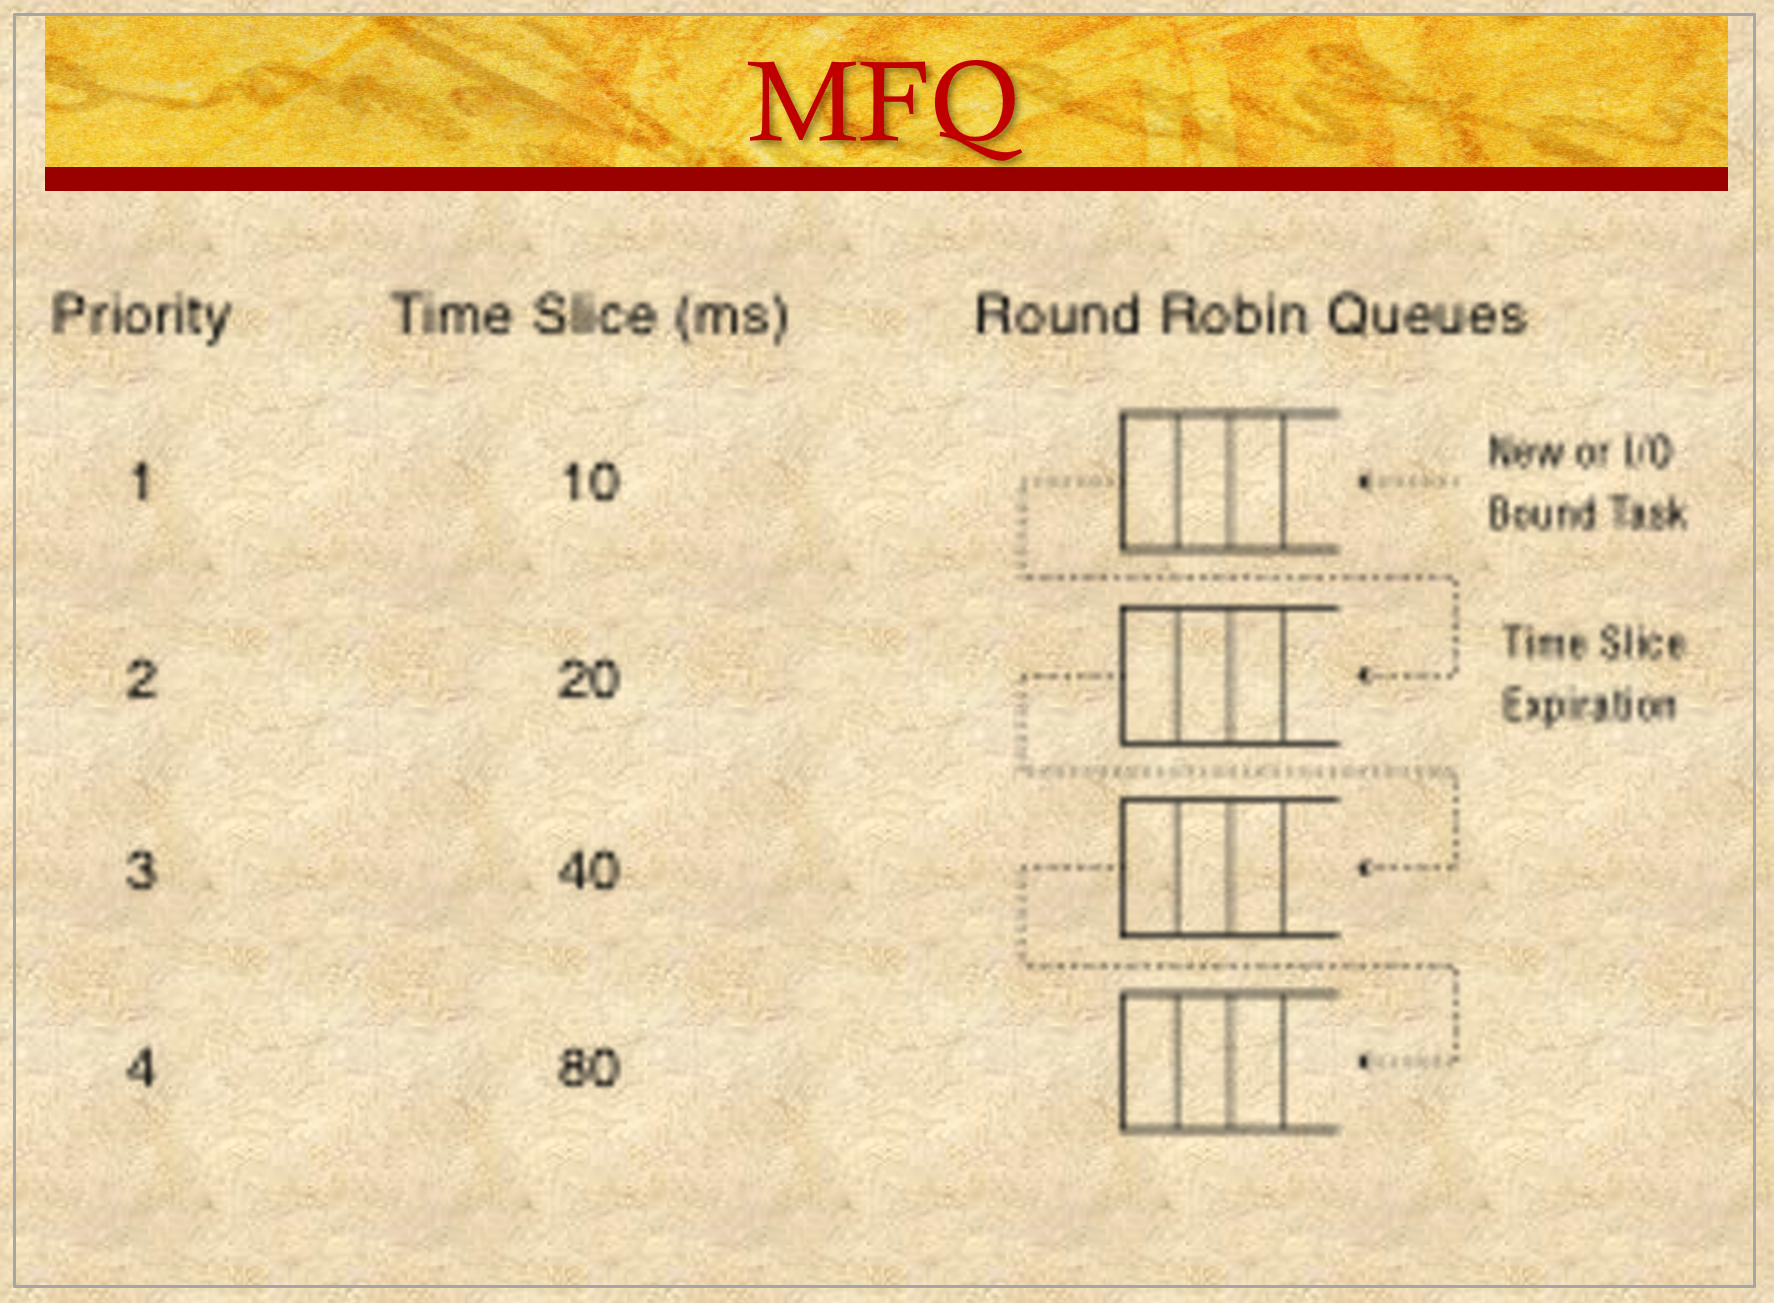 MFQ
Priority Time Slice (ms) Round Robin Queues
1 10 New or I/O
Bound Task
2 20 Time Slice
Expiration
3 40
4 80